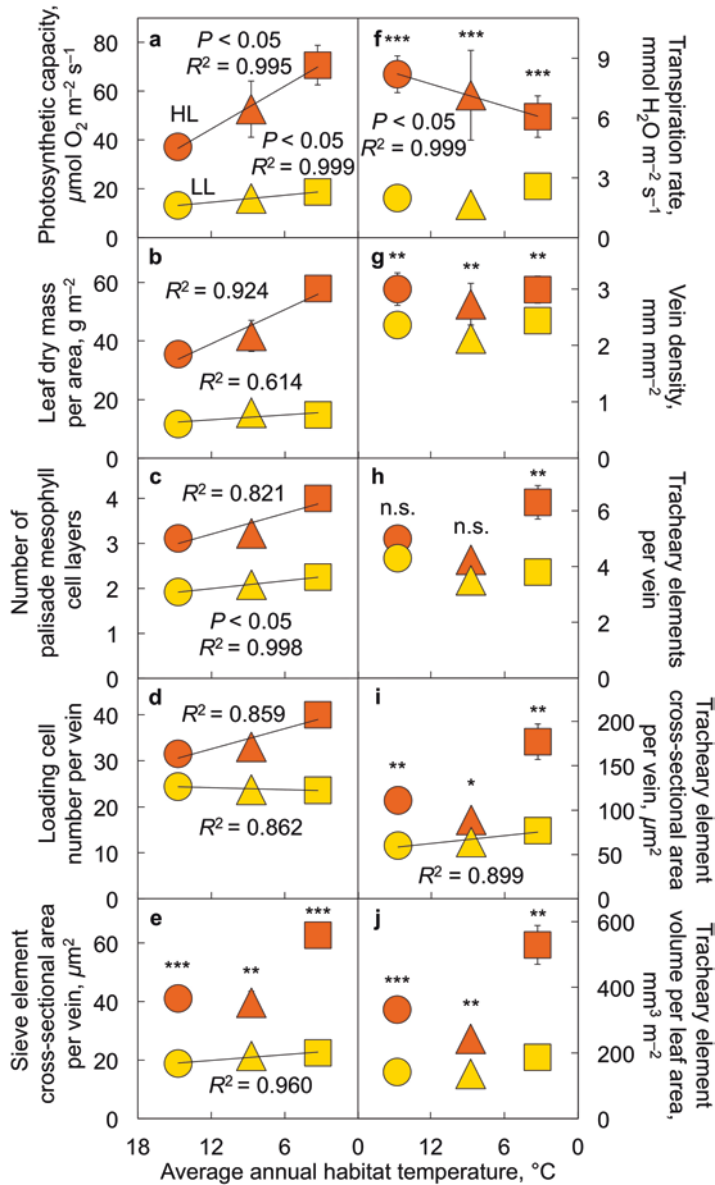 a
P < 0.05
R² = 0.995
HL
P < 0.05
R² = 0.999
LL
Photosynthetic capacity,
µmol O₂ m⁻² s⁻¹
80
60
40
20
0
f
***
***
***
P < 0.05
R² = 0.999
9
6
3
0
Transpiration rate,
mmol H₂O m⁻² s⁻¹
b
R² = 0.924
R² = 0.614
Leaf dry mass
per area, g m⁻²
60
40
20
0
g
**
**
**
3
2
1
0
Vein density,
mm mm⁻²
c
R² = 0.821
P < 0.05
R² = 0.998
Number of
palisade mesophyll
cell layers
4
3
2
1
0
h
n.s.
n.s.
**
6
4
2
0
Tracheary elements
per vein
d
R² = 0.859
R² = 0.862
Loading cell
number per vein
40
30
20
10
0
i
**
*
**
R² = 0.899
200
150
100
50
0
Tracheary element
cross-sectional area
per vein, µm²
e
***
**
***
R² = 0.960
Sieve element
cross-sectional area
per vein, µm²
60
40
20
0
j
***
**
**
600
400
200
0
Tracheary element
volume per leaf area,
mm³ m⁻²
18 12 6 0 12 6 0
Average annual habitat temperature, °C